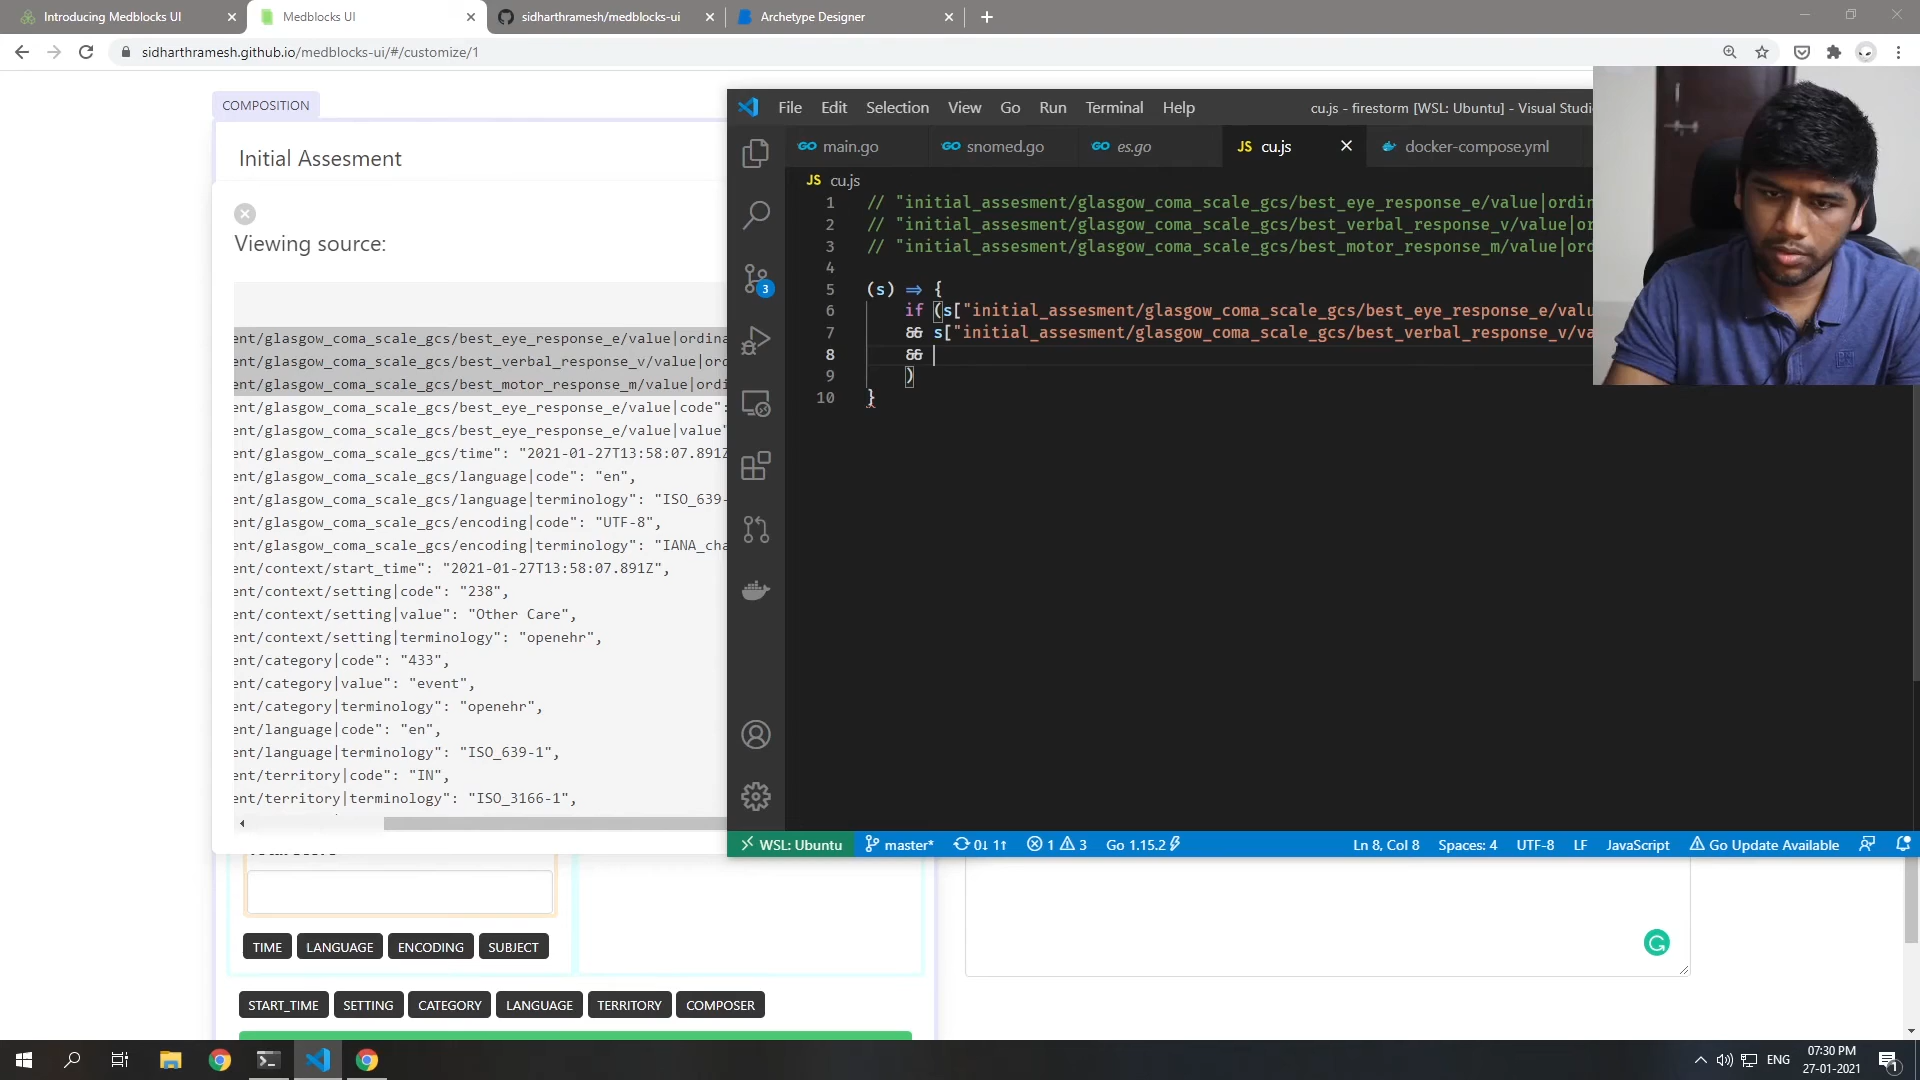 Introducing Medblocks UI
Medblocks UI
sidharthramesh/medblocks-ui
Archetype Designer
sidharthramesh.github.io/medblocks-ui/#/customize/1
COMPOSITION
Initial Assesment
Viewing source:
ent/glasgow_coma_scale_gcs/best_eye_response_e/value|ordina
ent/glasgow_coma_scale_gcs/best_verbal_response_v/value|ord
ent/glasgow_coma_scale_gcs/best_motor_response_m/value|ordi
ent/glasgow_coma_scale_gcs/best_eye_response_e/value|code":
ent/glasgow_coma_scale_gcs/best_eye_response_e/value|value"
ent/glasgow_coma_scale_gcs/time": "2021-01-27T13:58:07.891Z
ent/glasgow_coma_scale_gcs/language|code": "en",
ent/glasgow_coma_scale_gcs/language|terminology": "ISO_639-
ent/glasgow_coma_scale_gcs/encoding|code": "UTF-8",
ent/glasgow_coma_scale_gcs/encoding|terminology": "IANA_cha
ent/context/start_time": "2021-01-27T13:58:07.891Z",
ent/context/setting|code": "238",
ent/context/setting|value": "Other Care",
ent/context/setting|terminology": "openehr",
ent/category|code": "433",
ent/category|value": "event",
ent/category|terminology": "openehr",
ent/language|code": "en",
ent/language|terminology": "ISO_639-1",
ent/territory|code": "IN",
ent/territory|terminology": "ISO_3166-1",
TIME LANGUAGE ENCODING SUBJECT
START_TIME SETTING CATEGORY LANGUAGE TERRITORY COMPOSER
File Edit Selection View Go Run Terminal Help
cu.js - firestorm [WSL: Ubuntu] - Visual Studi
main.go
snomed.go
es.go
JS cu.js
docker-compose.yml
JS cu.js
1 // "initial_assesment/glasgow_coma_scale_gcs/best_eye_response_e/value|ordin
2 // "initial_assesment/glasgow_coma_scale_gcs/best_verbal_response_v/value|or
3 // "initial_assesment/glasgow_coma_scale_gcs/best_motor_response_m/value|ord
4
5 (s) => {
6 if (s["initial_assesment/glasgow_coma_scale_gcs/best_eye_response_e/valu
7 && s["initial_assesment/glasgow_coma_scale_gcs/best_verbal_response_v/va
8 &&
9 )
10 }
3
WSL: Ubuntu master* 0↓ 1↑ 1 3 Go 1.15.2
Ln 8, Col 8 Spaces: 4 UTF-8 LF JavaScript Go Update Available
ENG
07:30 PM
27-01-2021
1